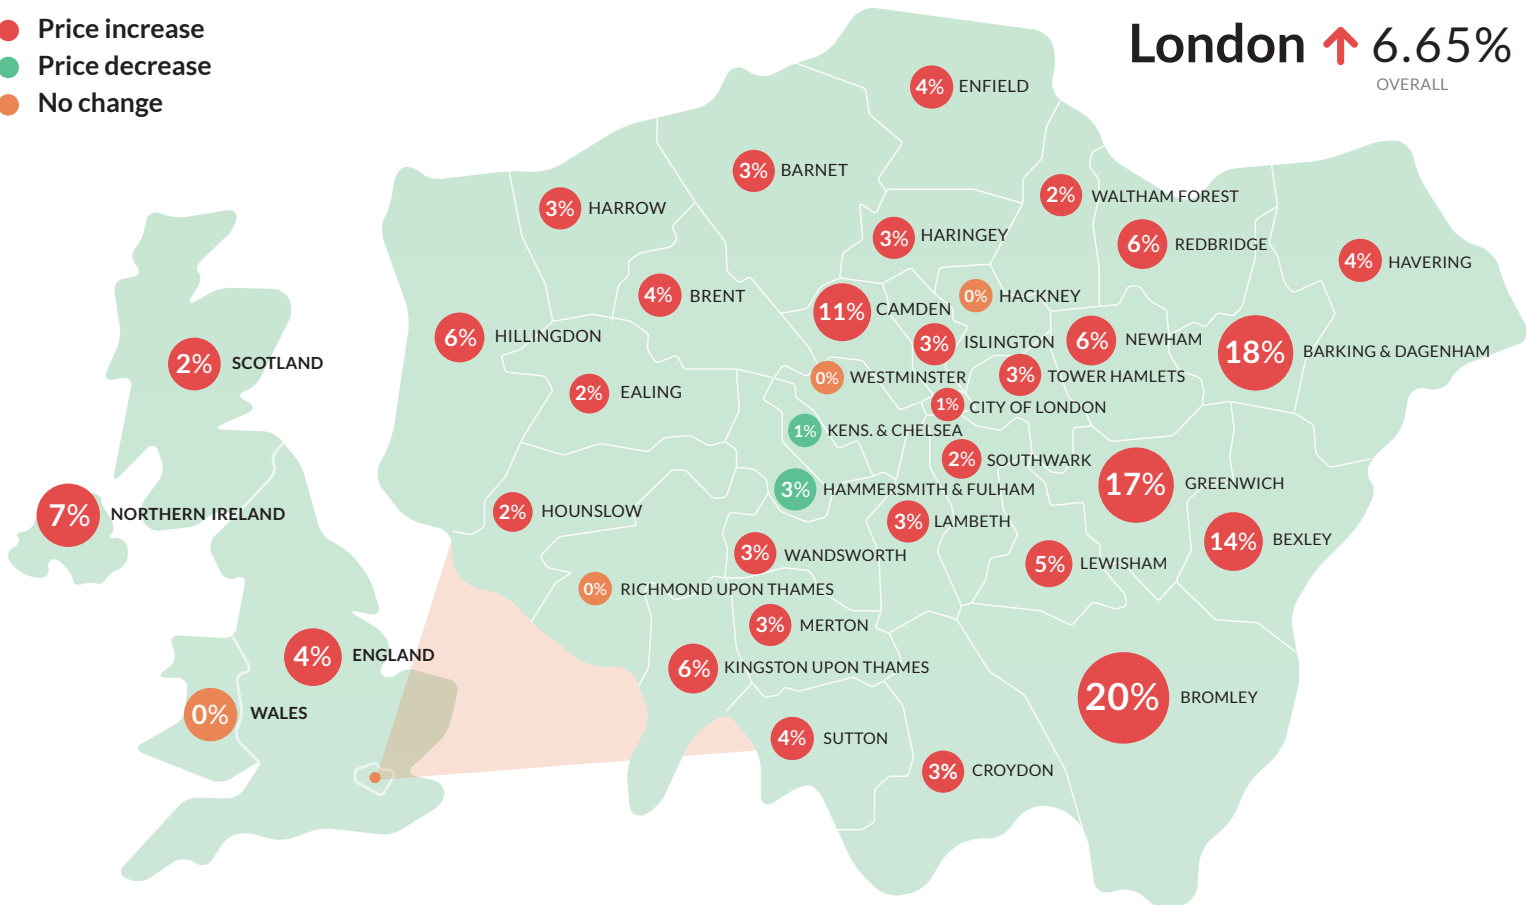 Price increase
Price decrease
No change
London 6.65%
OVERALL
4% ENFIELD
3% BARNET
3% HARROW
2% WALTHAM FOREST
3% HARINGEY
6% REDBRIDGE
4% HAVERING
4% BRENT
0% HACKNEY
11% CAMDEN
6% HILLINGDON
3% ISLINGTON
6% NEWHAM
18% BARKING & DAGENHAM
2% SCOTLAND
0% WESTMINSTER
3% TOWER HAMLETS
2% EALING
1% CITY OF LONDON
1% KENS. & CHELSEA
2% SOUTHWARK
17% GREENWICH
3% HAMMERSMITH & FULHAM
7% NORTHERN IRELAND
2% HOUNSLOW
3% LAMBETH
14% BEXLEY
3% WANDSWORTH
5% LEWISHAM
0% RICHMOND UPON THAMES
3% MERTON
4% ENGLAND
6% KINGSTON UPON THAMES
20% BROMLEY
0% WALES
4% SUTTON
3% CROYDON